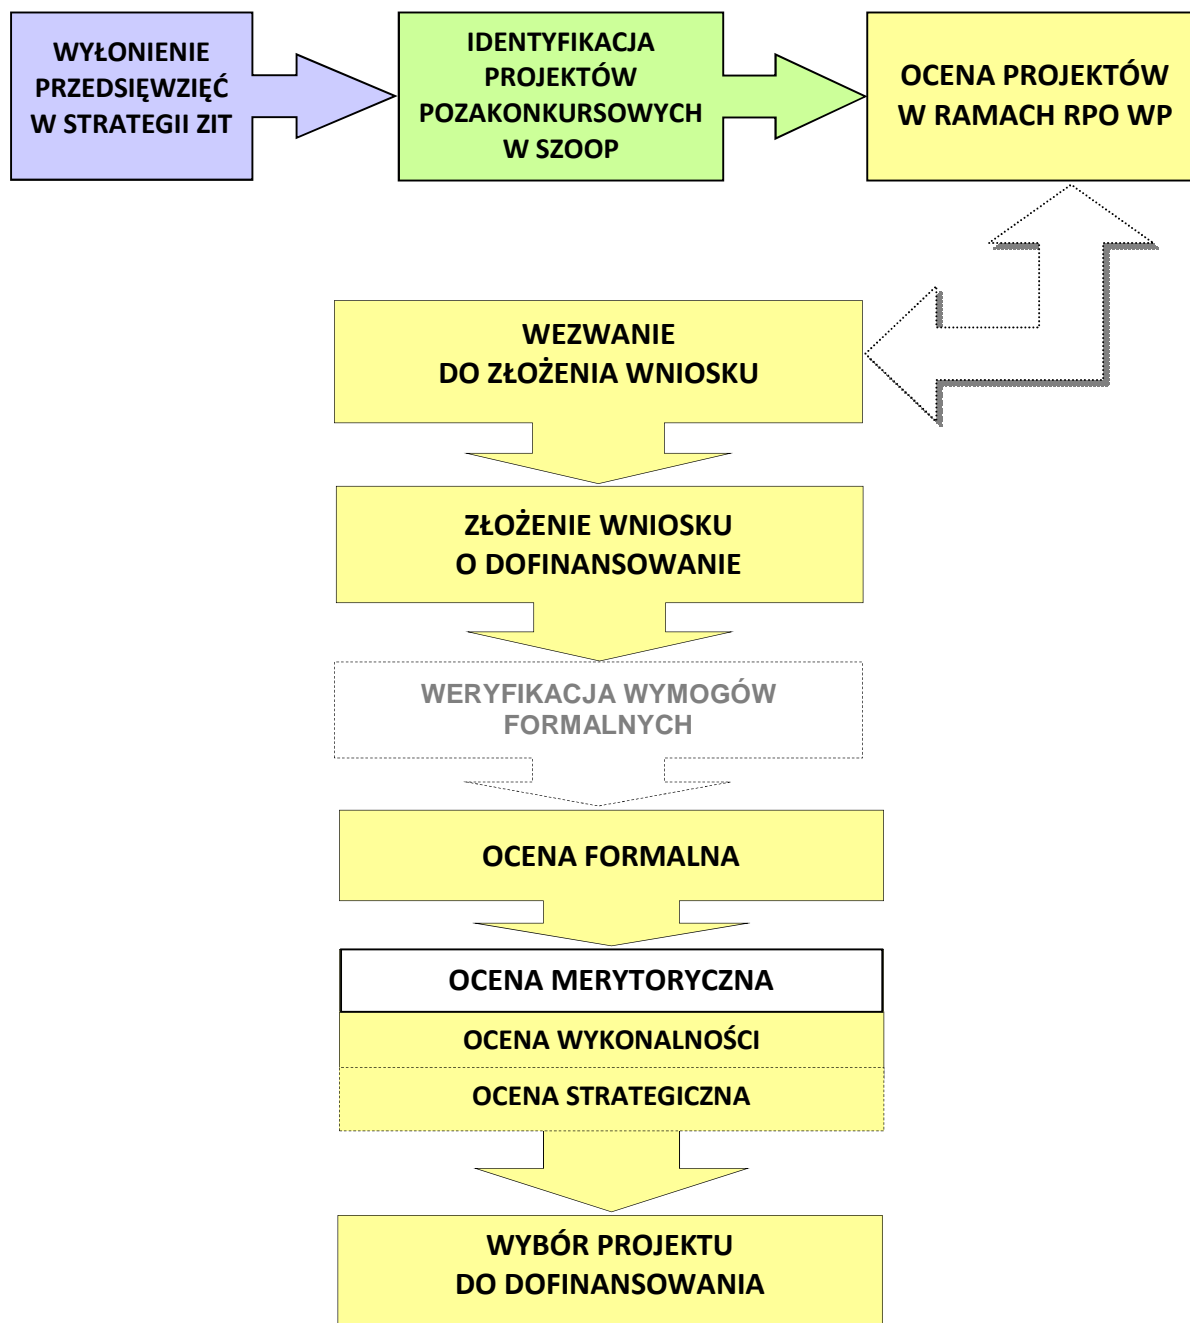 WYŁONIENIE
PRZEDSIĘWZIĘĆ
W STRATEGII ZIT
IDENTYFIKACJA
PROJEKTÓW
POZAKONKURSOWYCH
W SZOOP
OCENA PROJEKTÓW
W RAMACH RPO WP
WEZWANIE
DO ZŁOŻENIA WNIOSKU
ZŁOŻENIE WNIOSKU
O DOFINANSOWANIE
WERYFIKACJA WYMOGÓW
FORMALNYCH
OCENA FORMALNA
OCENA MERYTORYCZNA
OCENA WYKONALNOŚCI
OCENA STRATEGICZNA
WYBÓR PROJEKTU
DO DOFINANSOWANIA